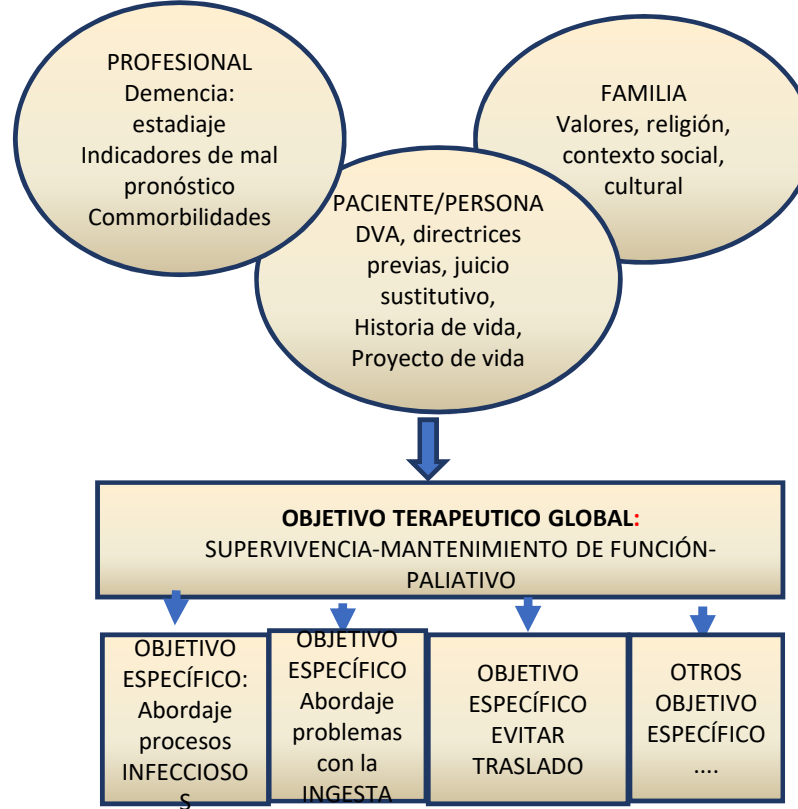 PROFESIONAL
Demencia:
estadiaje
Indicadores de mal
pronóstico
Commorbilidades
FAMILIA
Valores, religión,
contexto social,
cultural
PACIENTE/PERSONA
DVA, directrices
previas, juicio
sustitutivo,
Historia de vida,
Proyecto de vida
OBJETIVO TERAPEUTICO GLOBAL:
SUPERVIVENCIA-MANTENIMIENTO DE FUNCIÓN-
PALIATIVO
OBJETIVO
ESPECÍFICO:
Abordaje
procesos
INFECCIOSO
S
OBJETIVO
ESPECÍFICO
Abordaje
problemas
con la
INGESTA
OBJETIVO
ESPECÍFICO
EVITAR
TRASLADO
OTROS
OBJETIVO
ESPECÍFICO
....